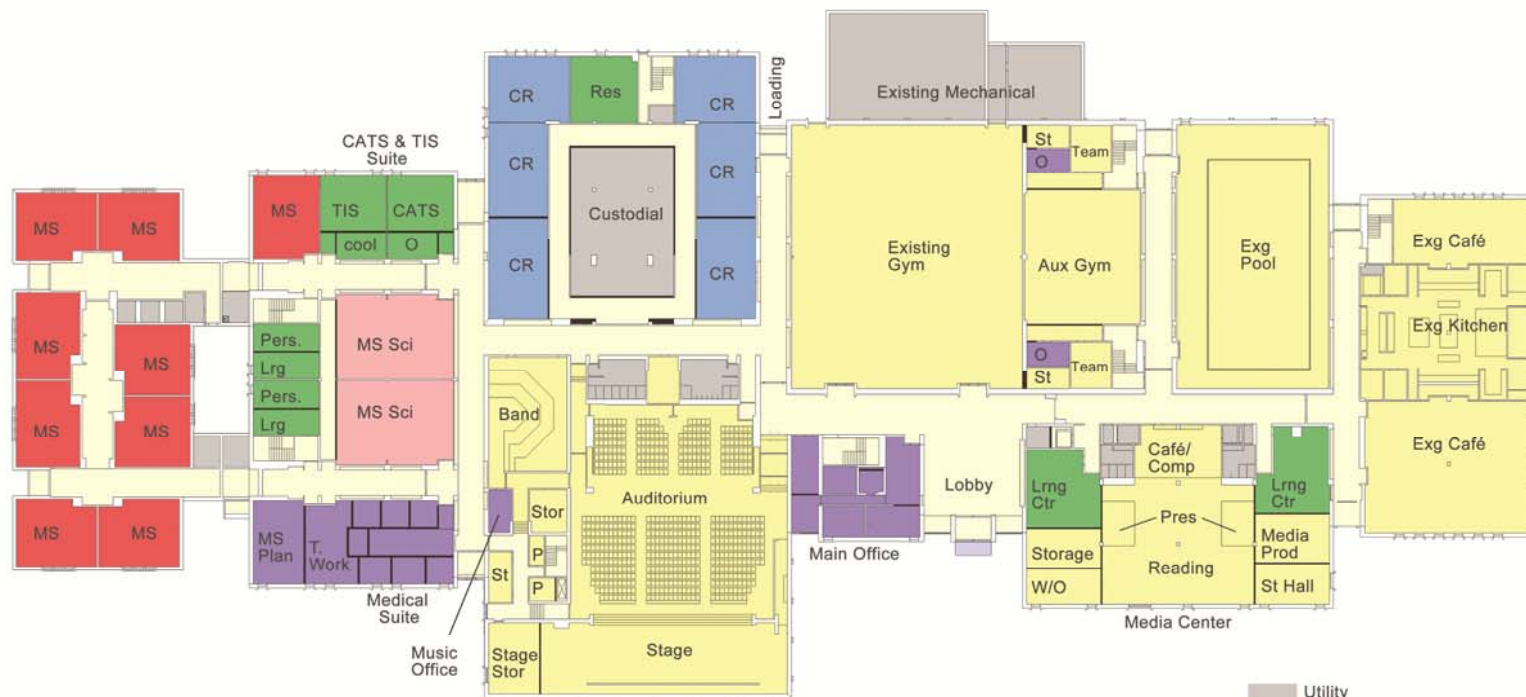 CR
Res
CR
Loading
Existing Mechanical
CATS & TIS
Suite
St
O
Team
MS
MS
MS
TIS
CATS
cool
O
CR
Custodial
CR
Existing
Gym
Aux Gym
Exg
Pool
Exg Café
CR
CR
MS
MS
Pers.
Lrg
Pers.
Lrg
MS Sci
MS Sci
O
St
Team
Exg Kitchen
MS
MS
Band
Café/
Comp
Exg Café
Auditorium
Lobby
Lrng
Ctr
Lrng
Ctr
Stor
Pres
MS
MS
MS
Plan
T.
Work
P
St
P
Main Office
Storage
Media
Prod
W/O
Reading
St Hall
Medical
Suite
Media Center
Music
Office
Stage
Stor
Stage
Utility